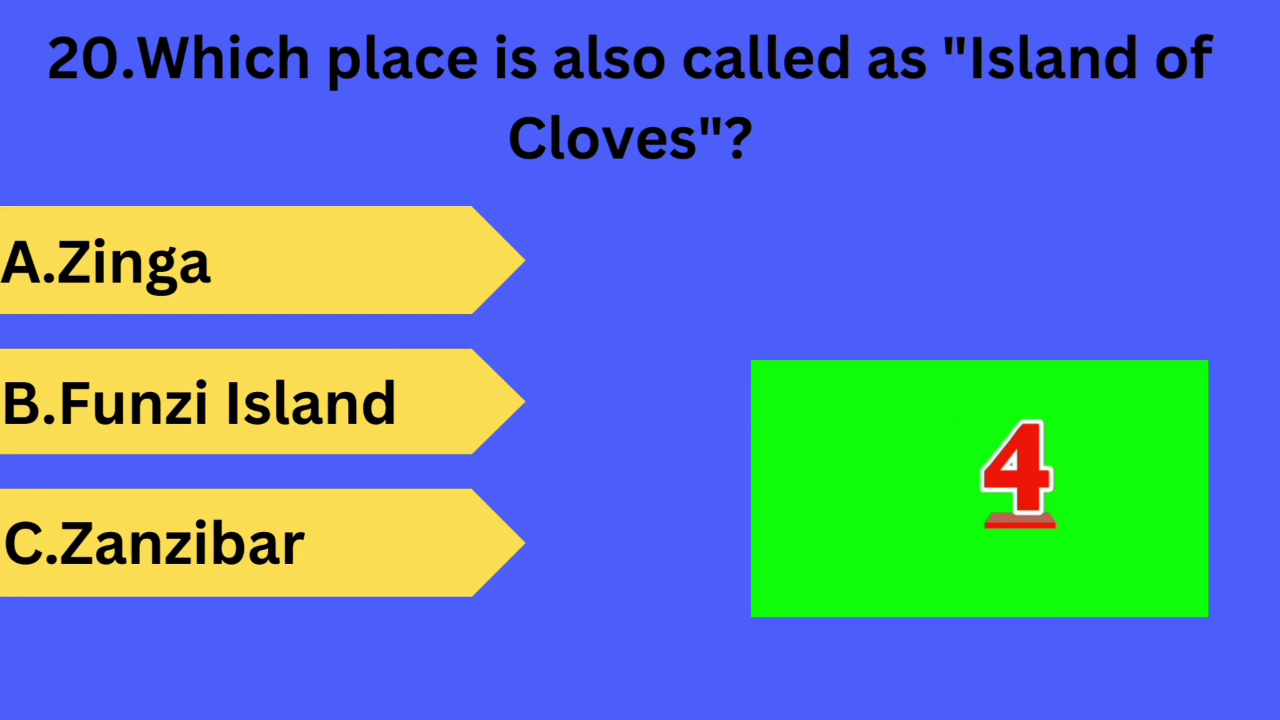 20.Which place is also called as "Island of
Cloves"?
A.Zinga
B.Funzi Island
C.Zanzibar
4